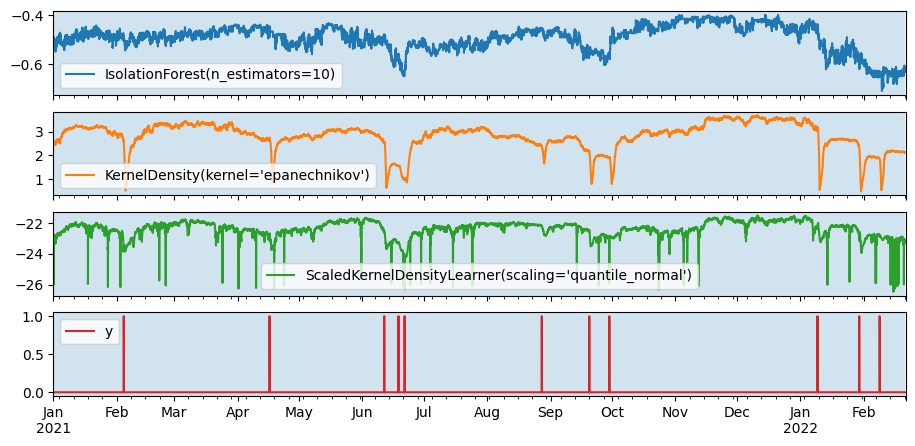 −0.4
−0.6
IsolationForest(n_estimators=10)
3
2
1
KernelDensity(kernel='epanechnikov')
−22
−24
−26
ScaledKernelDensityLearner(scaling='quantile_normal')
1.0
0.5
0.0
y
Jan Feb Mar Apr May Jun Jul Aug Sep Oct Nov Dec Jan Feb
2021 2022